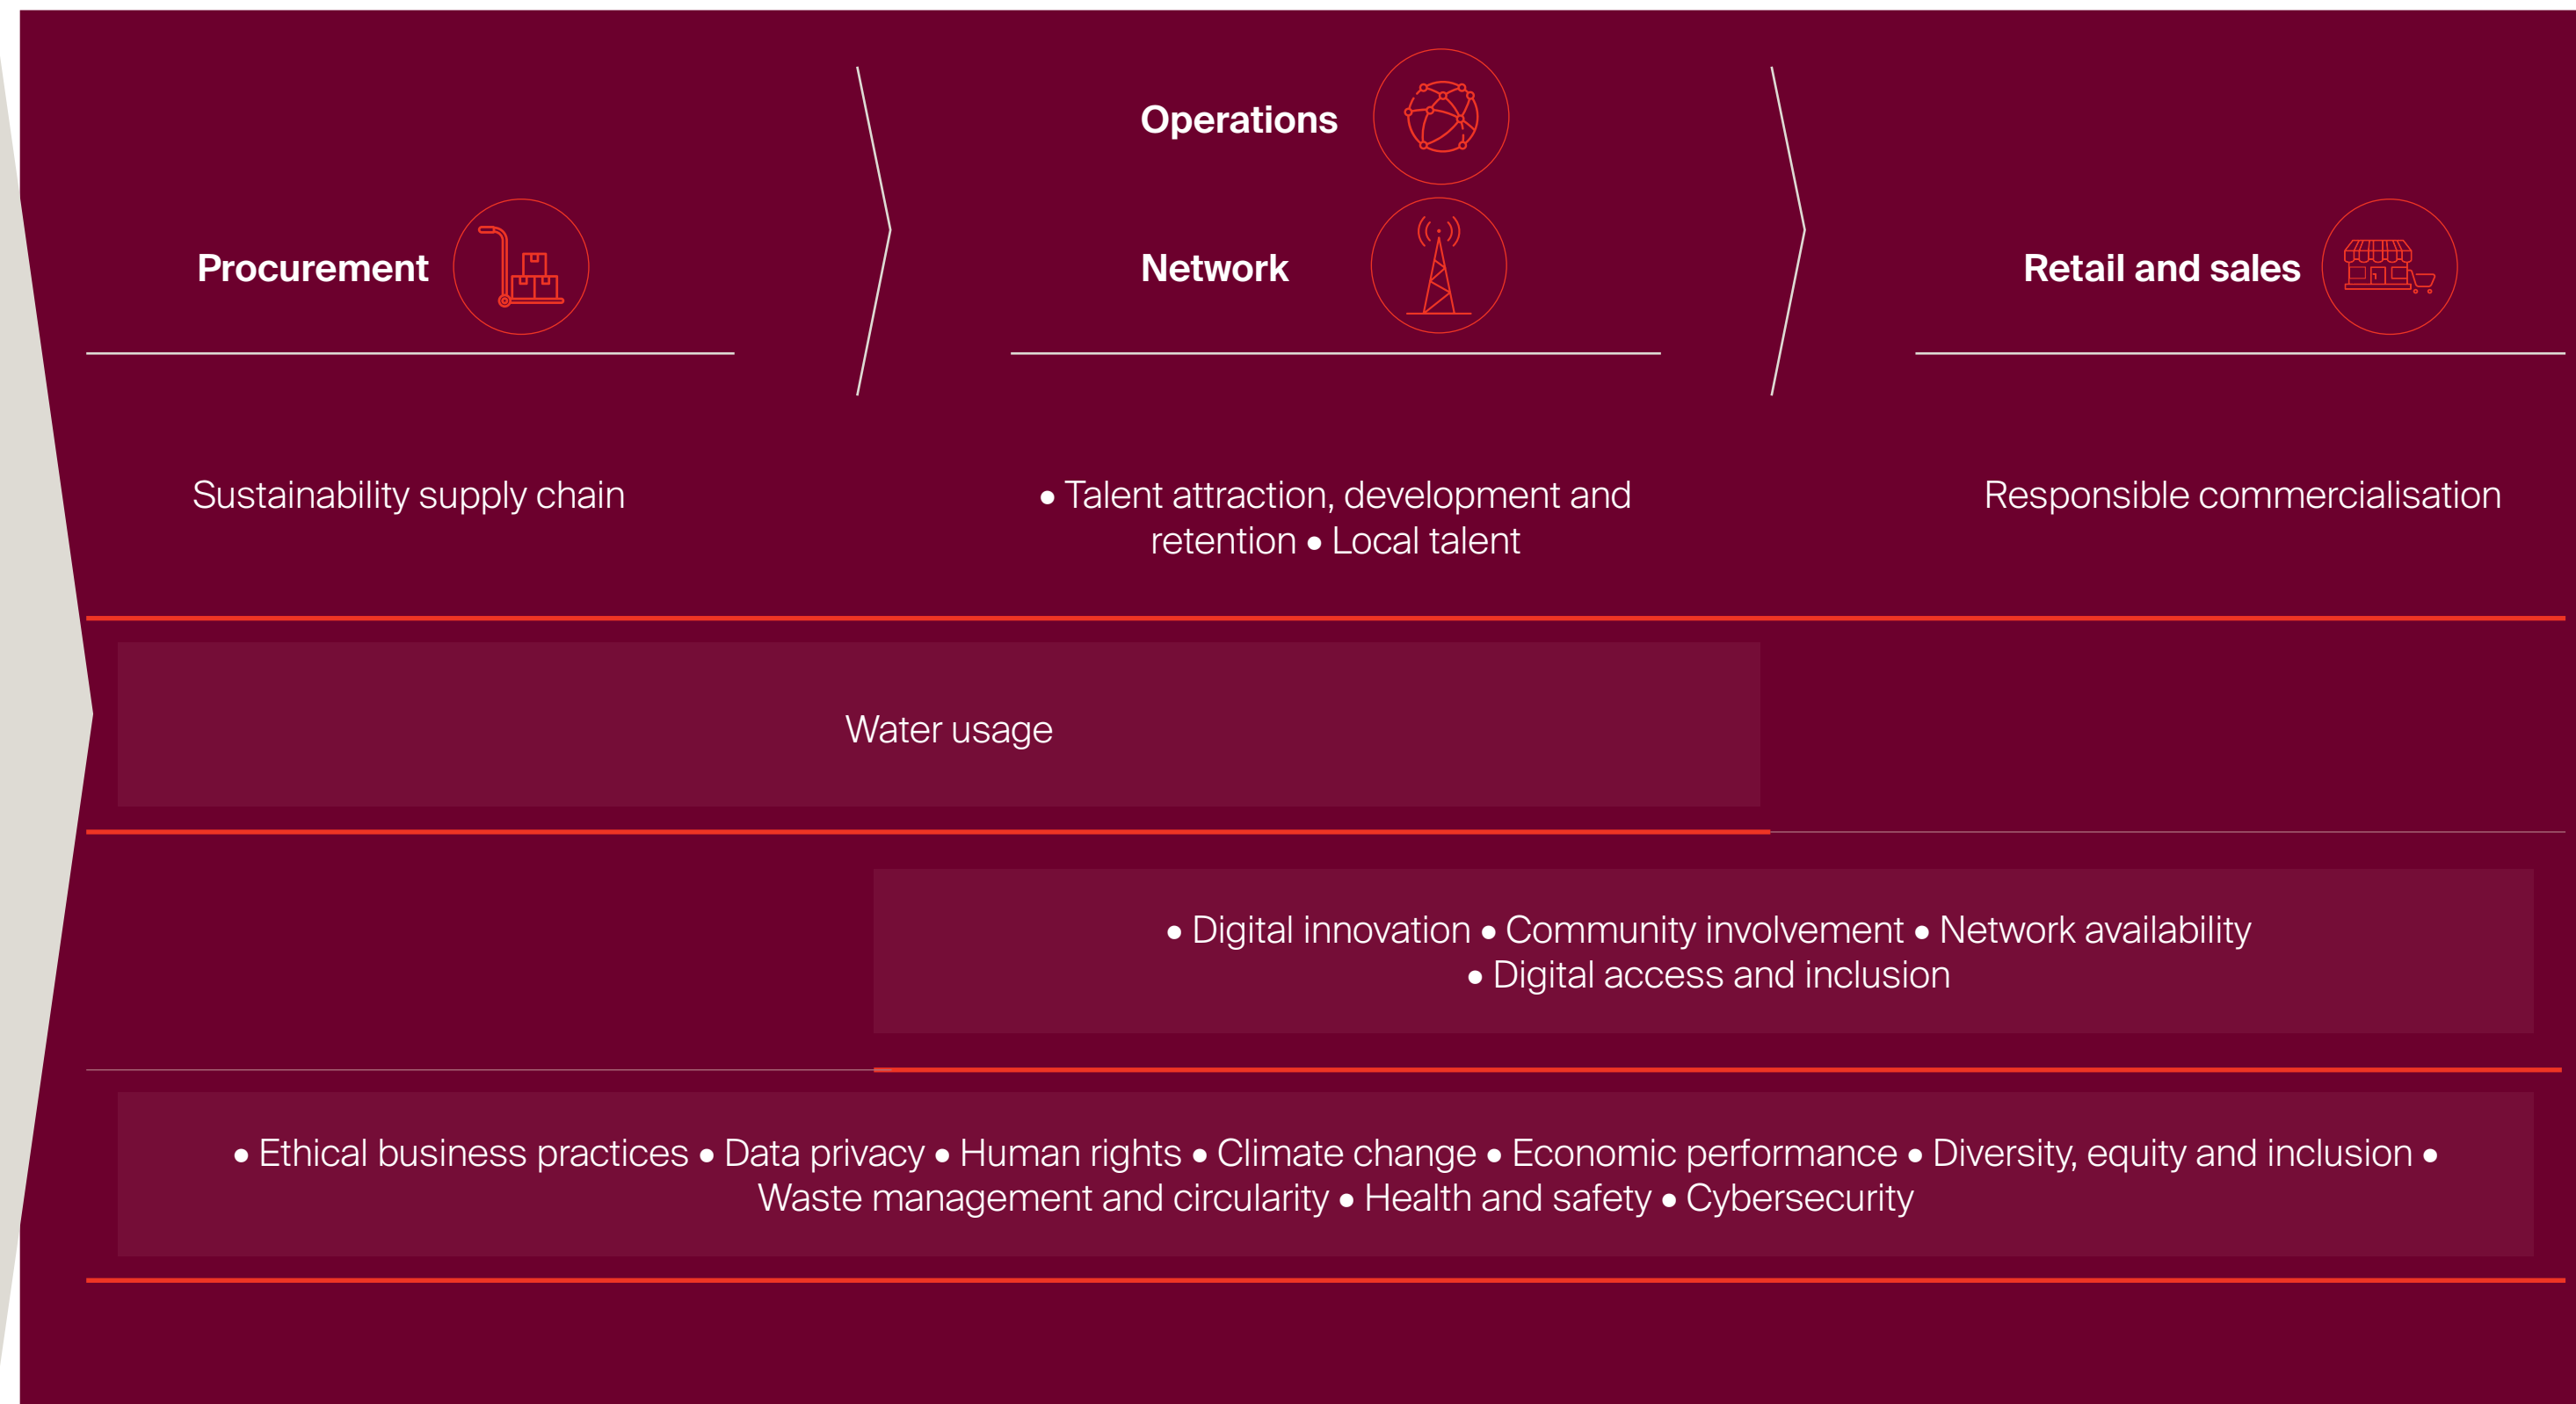 Operations
Procurement
Network
Retail and sales
Sustainability supply chain
• Talent attraction, development and
retention • Local talent
Responsible commercialisation
Water usage
• Digital innovation • Community involvement • Network availability
• Digital access and inclusion
• Ethical business practices • Data privacy • Human rights • Climate change • Economic performance • Diversity, equity and inclusion •
Waste management and circularity • Health and safety • Cybersecurity